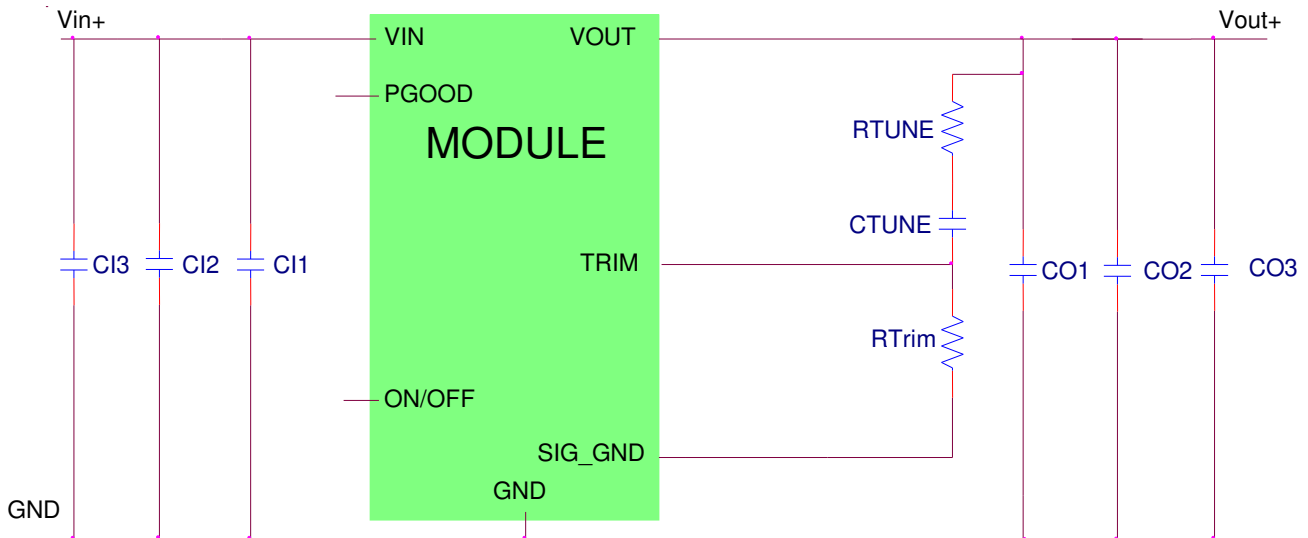 Vin+
Vout+
VIN
VOUT
PGOOD
MODULE
RTUNE
CTUNE
CI3
CI2
CI1
TRIM
CO1
CO2
CO3
RTrim
ON/OFF
SIG_GND
GND
GND